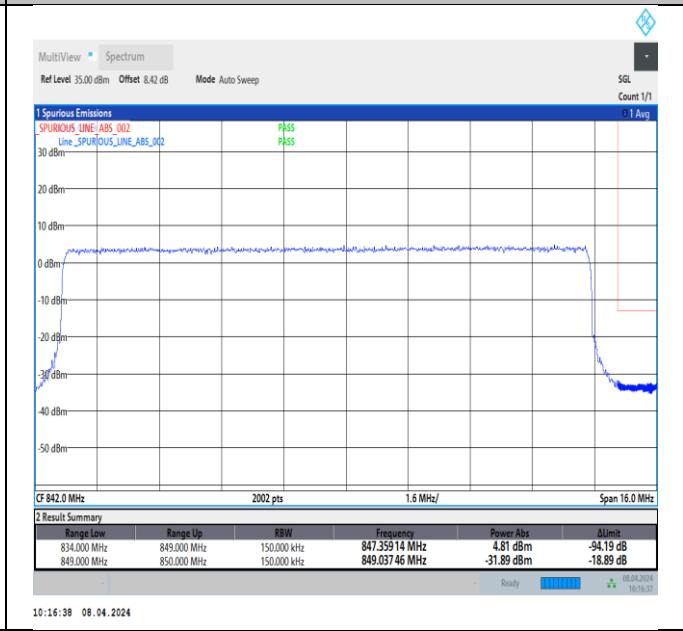 MultiView Spectrum
Ref Level 35.00 dBm Offset 8.42 dB Mode Auto Sweep SGL
Count 1/1
1 Spurious Emissions 1 Avg
_SPURIOUS_LINE_ABS_002 PASS
Line _SPURIOUS_LINE_ABS_002 PASS
30 dBm
20 dBm
10 dBm
0 dBm
-10 dBm
-20 dBm
-30 dBm
-40 dBm
-50 dBm
CF 842.0 MHz 2002 pts 1.6 MHz/ Span 16.0 MHz
2 Result Summary
Range Low Range Up RBW Frequency Power Abs ΔLimit
834.000 MHz 849.000 MHz 150.000 kHz 847.35914 MHz 4.81 dBm -94.19 dB
849.000 MHz 850.000 MHz 150.000 kHz 849.03746 MHz -31.89 dBm -18.89 dB
Ready 08.04.2024
10:16:37
10:16:38 08.04.2024